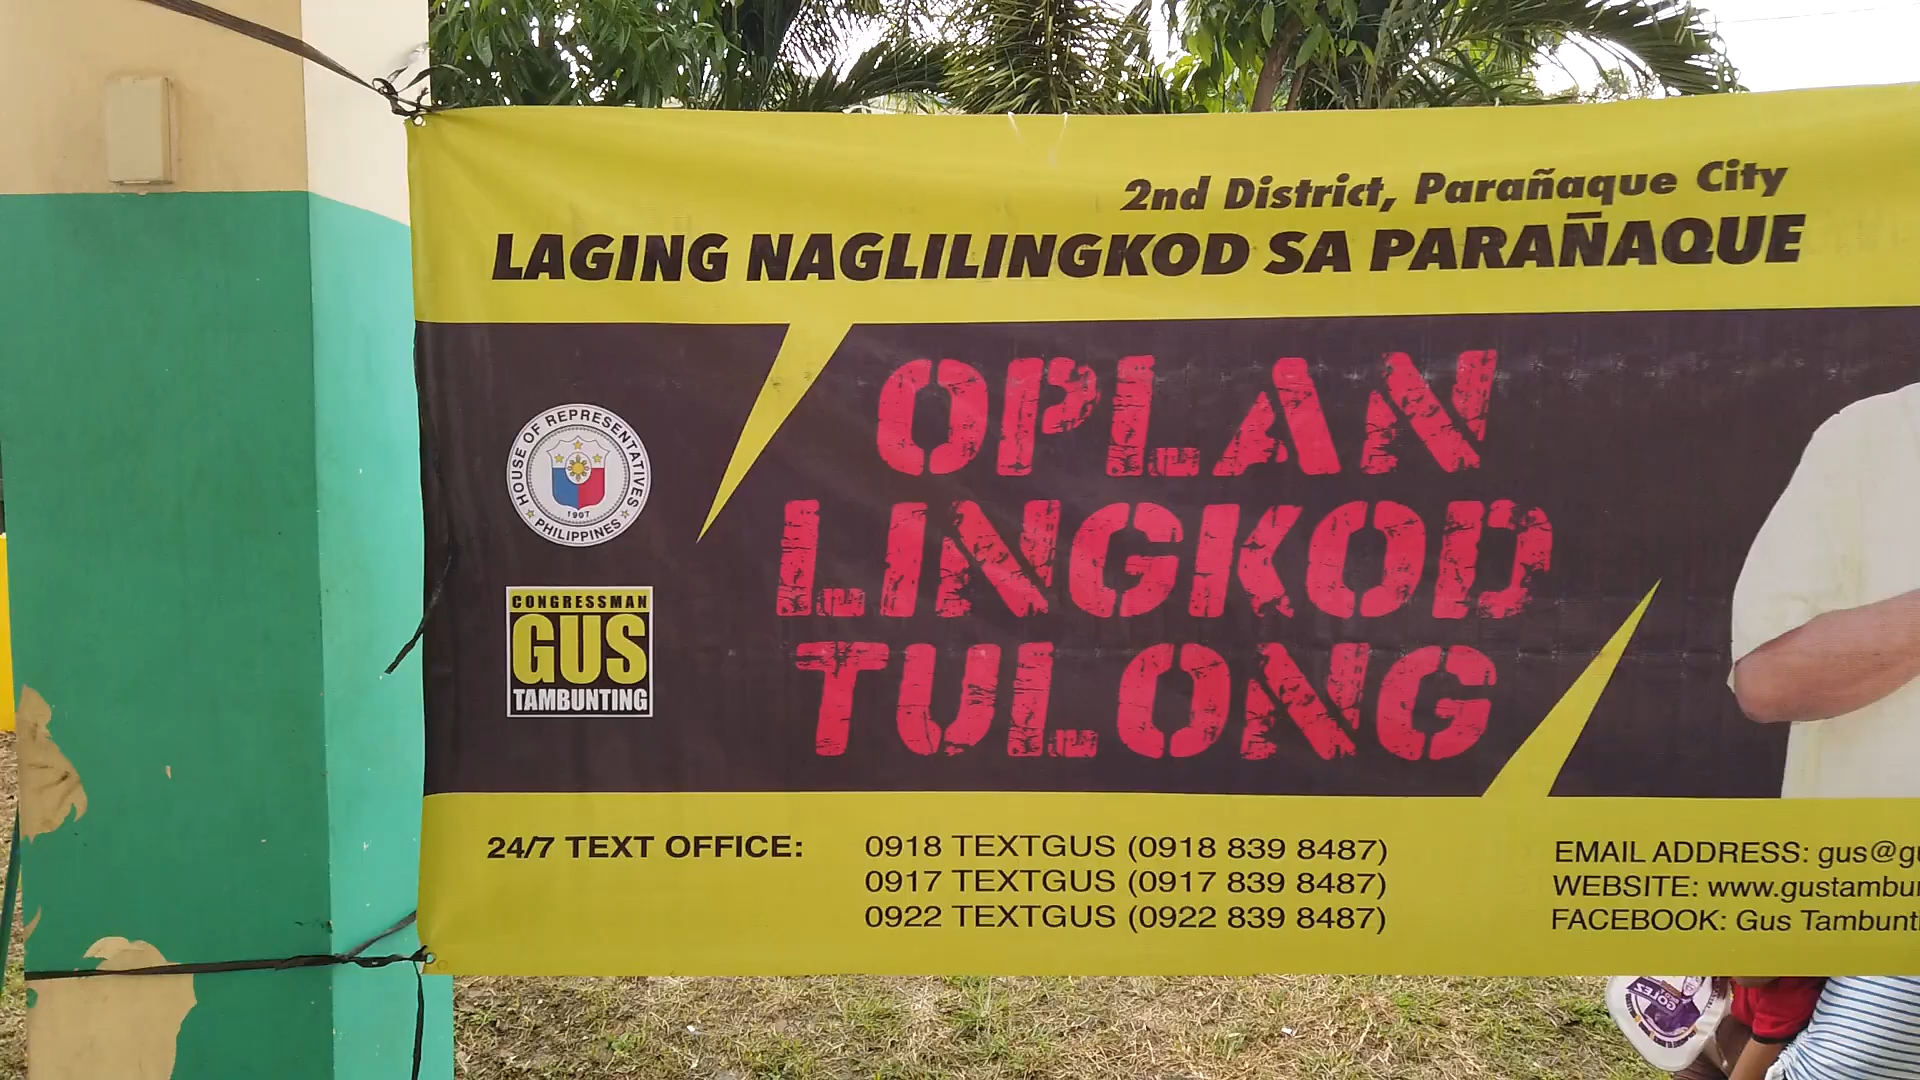 2nd District, Parañaque City
LAGING NAGLILINGKOD SA PARAÑAQUE
OPLAN
LINGKOD
TULONG
HOUSE OF REPRESENTATIVES
1907
PHILIPPINES
CONGRESSMAN
GUS
TAMBUNTING
24/7 TEXT OFFICE:
0918 TEXTGUS (0918 839 8487)
0917 TEXTGUS (0917 839 8487)
0922 TEXTGUS (0922 839 8487)
EMAIL ADDRESS: gus@gu
WEBSITE: www.gustambu
FACEBOOK: Gus Tambunt
GOLEZ